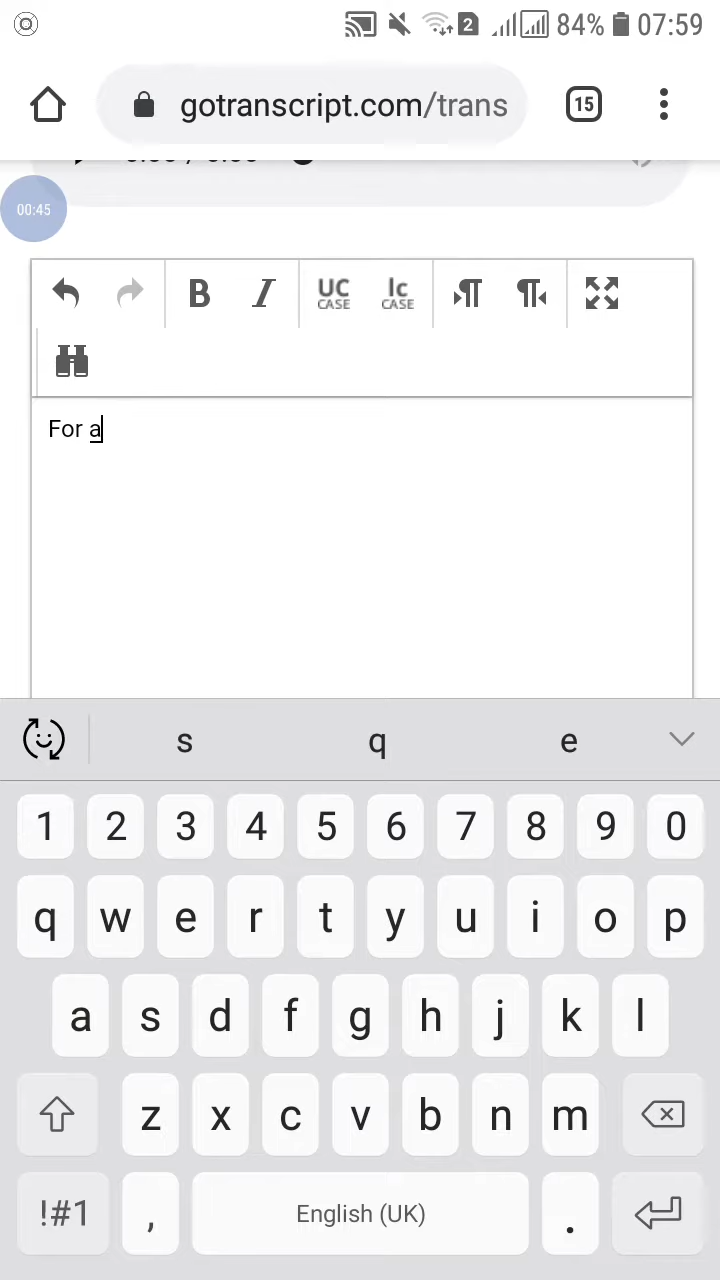 2 84% 07:59
gotranscript.com/trans 15
00:45
B I UC CASE lc CASE
For a
s q e
1 2 3 4 5 6 7 8 9 0
q w e r t y u i o p
a s d f g h j k l
z x c v b n m
!#1 , English (UK) .